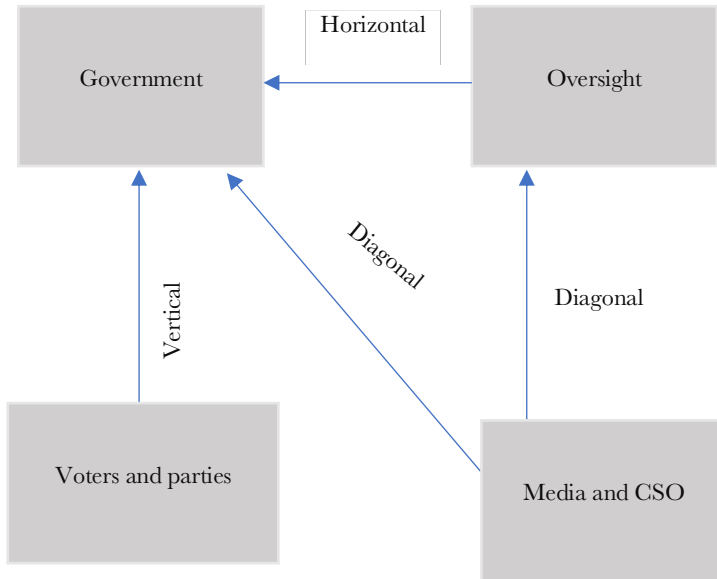 Horizontal
Government
Oversight
Diagonal
Diagonal
Vertical
Voters and parties
Media and CSO